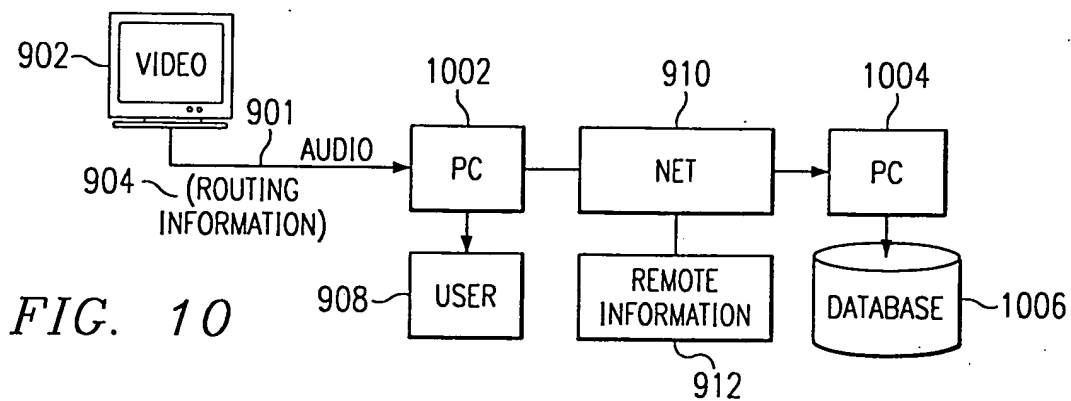 902
VIDEO
901
904
AUDIO
(ROUTING
INFORMATION)
1002
PC
910
NET
1004
PC
908
USER
REMOTE
INFORMATION
912
DATABASE
1006
FIG. 10